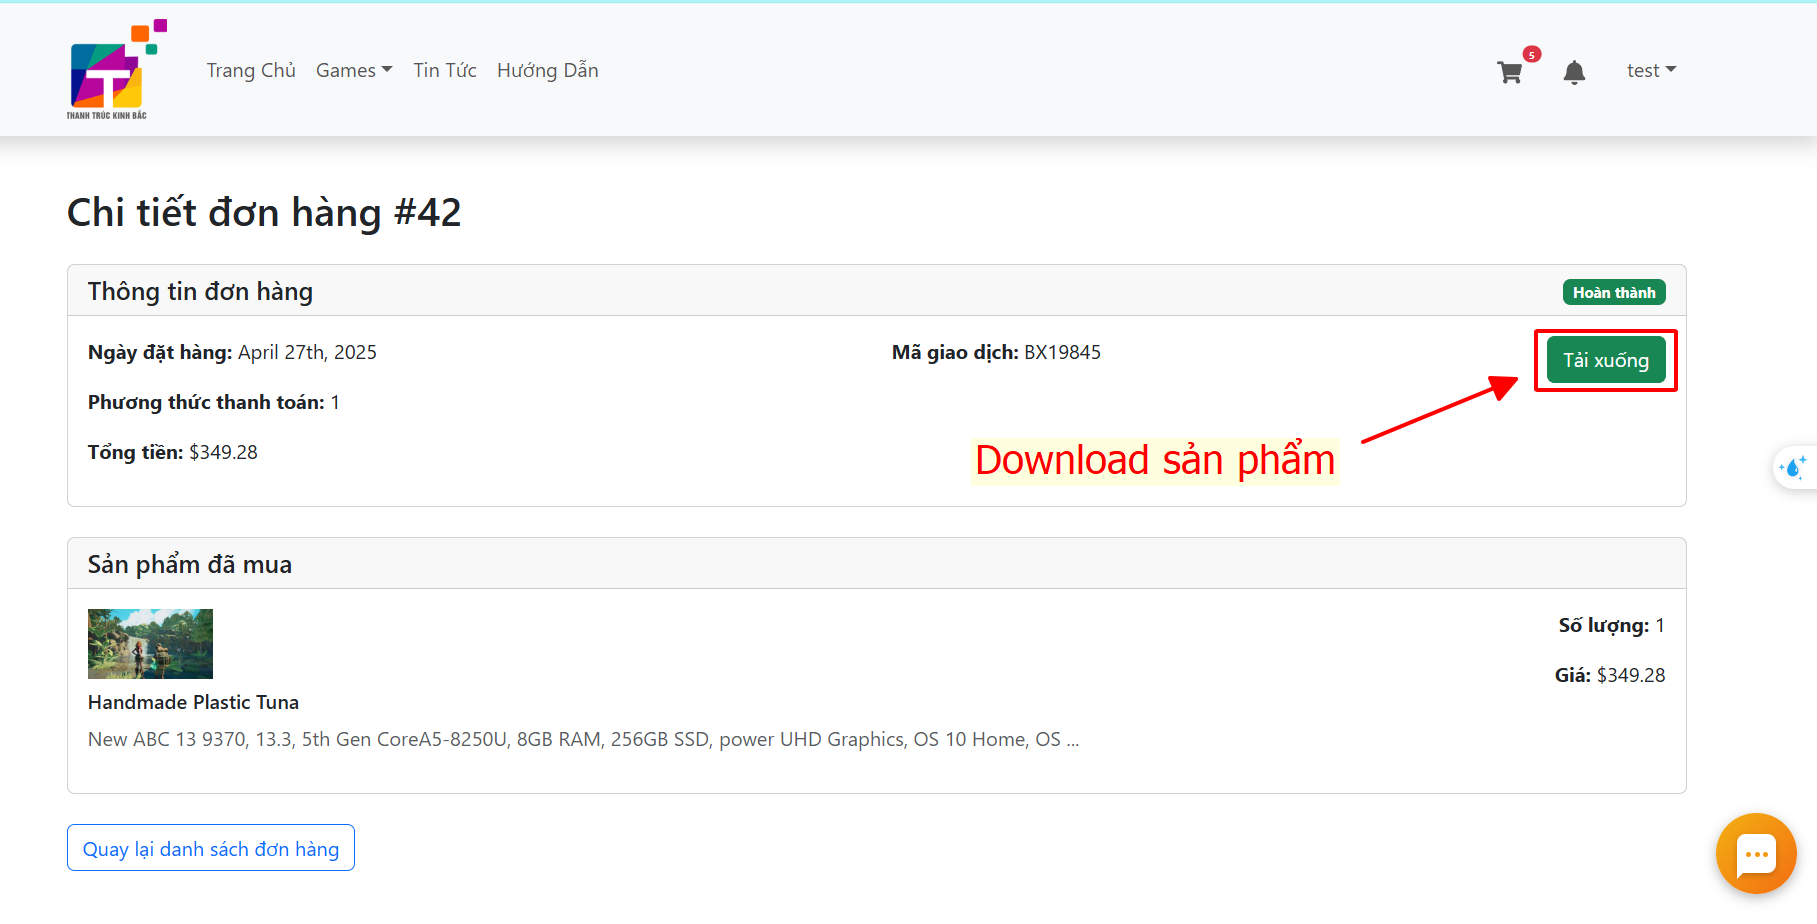 THANH TRÚC KINH BẮC
Trang Chủ Games Tin Tức Hướng Dẫn 5 test
Chi tiết đơn hàng #42
Thông tin đơn hàng Hoàn thành
Ngày đặt hàng: April 27th, 2025 Mã giao dịch: BX19845 Tải xuống
Phương thức thanh toán: 1
Tổng tiền: $349.28
Download sản phẩm
Sản phẩm đã mua
Số lượng: 1
Giá: $349.28
Handmade Plastic Tuna
New ABC 13 9370, 13.3, 5th Gen CoreA5-8250U, 8GB RAM, 256GB SSD, power UHD Graphics, OS 10 Home, OS ...
Quay lại danh sách đơn hàng